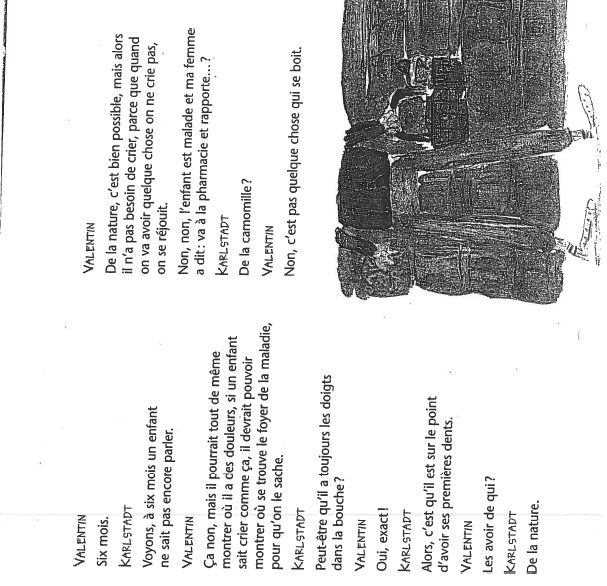 VALENTIN
Six mois.
KARLSTADT
Voyons, à six mois un enfant
ne sait pas encore parler.
VALENTIN
Ça non, mais il pourrait tout de même
montrer où il a des douleurs, si un enfant
sait crier comme ça, il devrait pouvoir
montrer où se trouve le foyer de la maladie,
pour qu'on le sache.
KARLSTADT
Peut-être qu'il a toujours les doigts
dans la bouche?
VALENTIN
Oui, exact!
KARLSTADT
Alors, c'est qu'il est sur le point
d'avoir ses premières dents.
VALENTIN
Les avoir de qui?
KARLSTADT
De la nature.
VALENTIN
De la nature, c'est bien possible, mais alors
il n'a pas besoin de crier, parce que quand
on va avoir quelque chose on ne crie pas,
on se réjouit.
Non, non, l'enfant est malade et ma femme
a dit: va à la pharmacie et rapporte...?
KARLSTADT
De la camomille?
VALENTIN
Non, c'est pas quelque chose qui se boit.